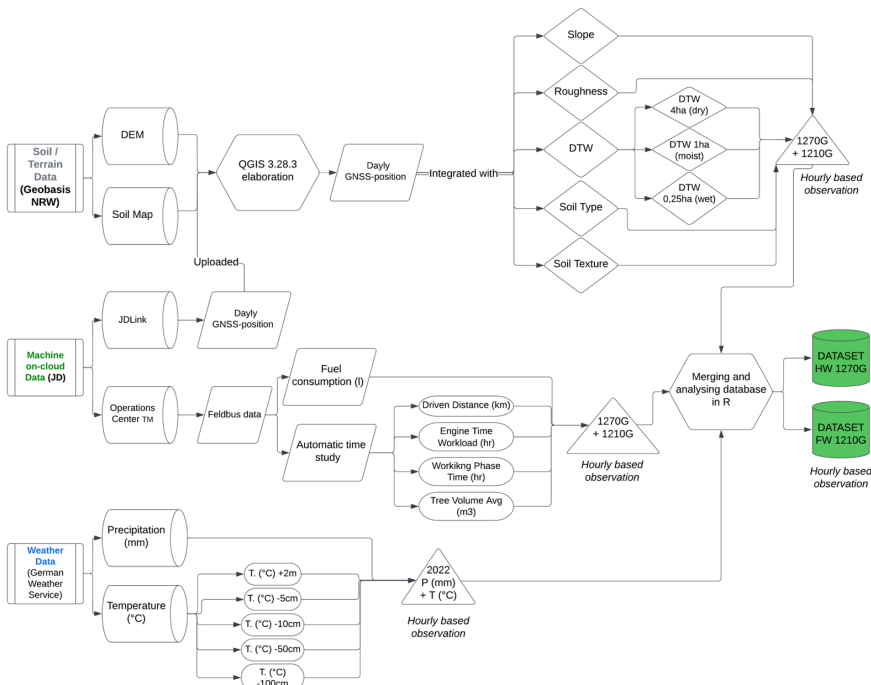 Soil /
Terrain
Data
(Geobasis
NRW)
DEM
Soil Map
QGIS 3.28.3
elaboration
Dayly
GNSS-position
Integrated with
Slope
Roughness
DTW
Soil Type
Soil Texture
DTW
4ha (dry)
DTW 1ha
(moist)
DTW
0,25ha (wet)
1270G
+ 1210G
Hourly based
observation
Uploaded
Machine
on-cloud
Data (JD)
JDLink
Dayly
GNSS-position
Operations
Center TM
Feldbus data
Fuel
consumption (l)
Automatic time
study
Driven Distance (km)
Engine Time
Workload (hr)
Workikng Phase
Time (hr)
Tree Volume Avg
(m3)
1270G
+ 1210G
Hourly based
observation
Merging and
analysing database
in R
DATASET
HW 1270G
DATASET
FW 1210G
Hourly based
observation
Weather
Data
(German
Weather
Service)
Precipitation
(mm)
Temperature
(°C)
T. (°C) +2m
T. (°C) -5cm
T. (°C) -10cm
T. (°C) -50cm
T. (°C)
-100cm
2022
P (mm)
+ T (°C)
Hourly based
observation